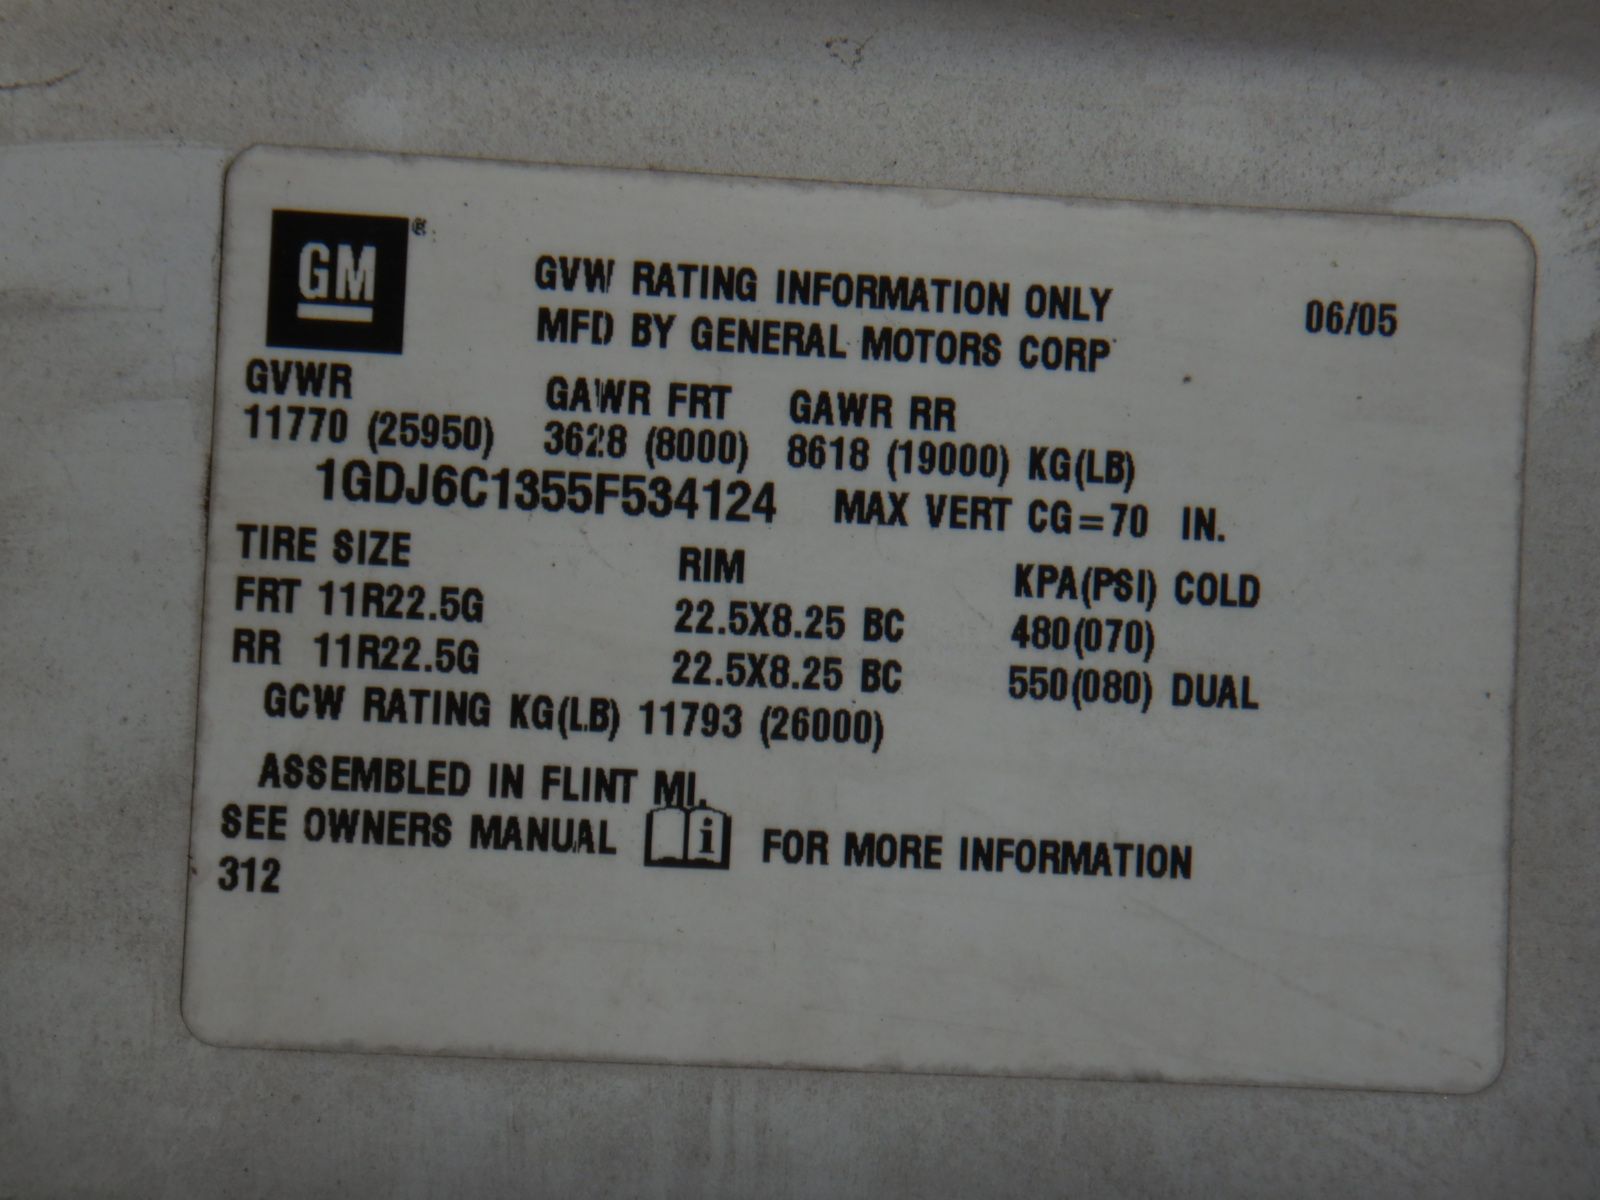 GM ®
GVW RATING INFORMATION ONLY 06/05
MFD BY GENERAL MOTORS CORP
GVWR GAWR FRT GAWR RR
11770 (25950) 3628 (8000) 8618 (19000) KG(LB)
1GDJ6C1355F534124 MAX VERT CG=70 IN.
TIRE SIZE RIM KPA(PSI) COLD
FRT 11R22.5G 22.5X8.25 BC 480(070)
RR 11R22.5G 22.5X8.25 BC 550(080) DUAL
GCW RATING KG(LB) 11793 (26000)
ASSEMBLED IN FLINT MI.
SEE OWNERS MANUAL i FOR MORE INFORMATION
312